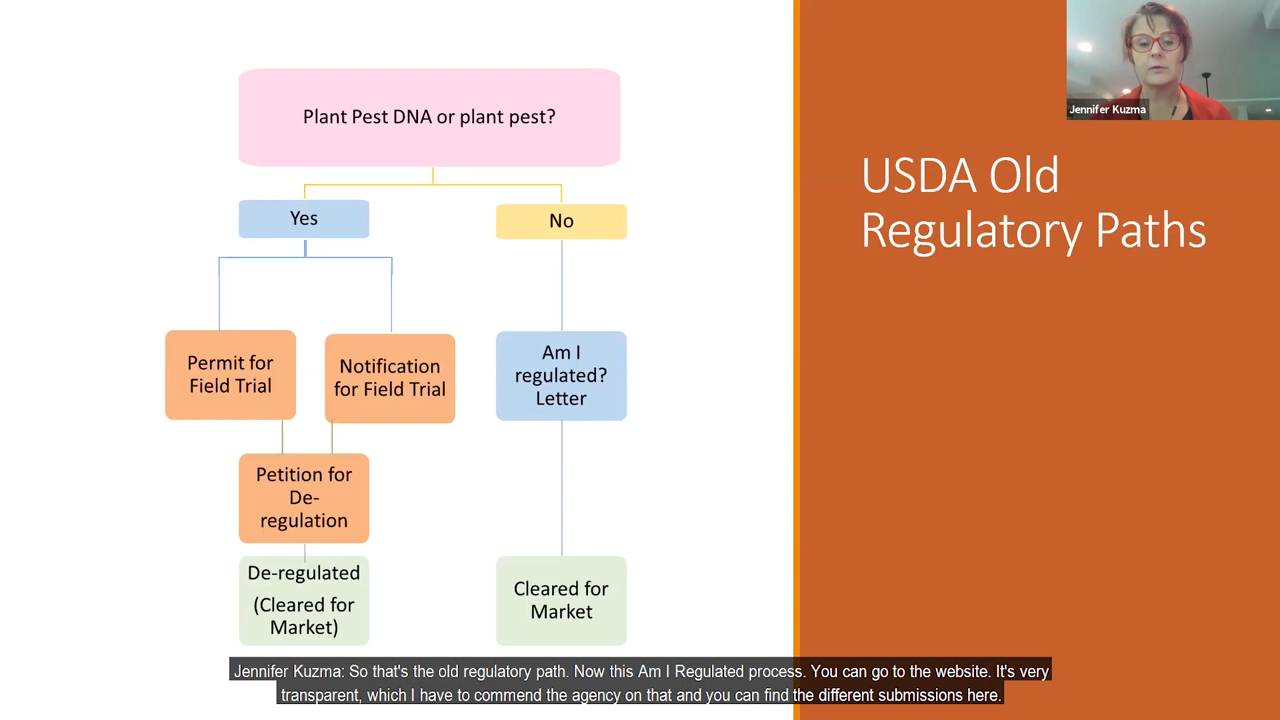 Plant Pest DNA or plant pest?
Yes
No
Permit for
Field Trial
Notification
for Field Trial
Am I
regulated?
Letter
Petition for
De-
regulation
De-regulated
(Cleared for
Market)
Cleared for
Market
USDA Old
Regulatory Paths
Jennifer Kuzma
Jennifer Kuzma: So that's the old regulatory path. Now this Am I Regulated process. You can go to the website. It's very
transparent, which I have to commend the agency on that and you can find the different submissions here.